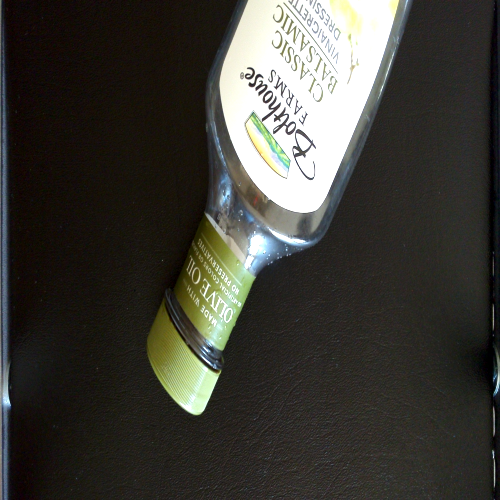 Bolthouse®
FARMS
CLASSIC
BALSAMIC
VINAIGRETTE
DRESSING
MADE WITH
OLIVE OIL
NO PRESERVATIVES